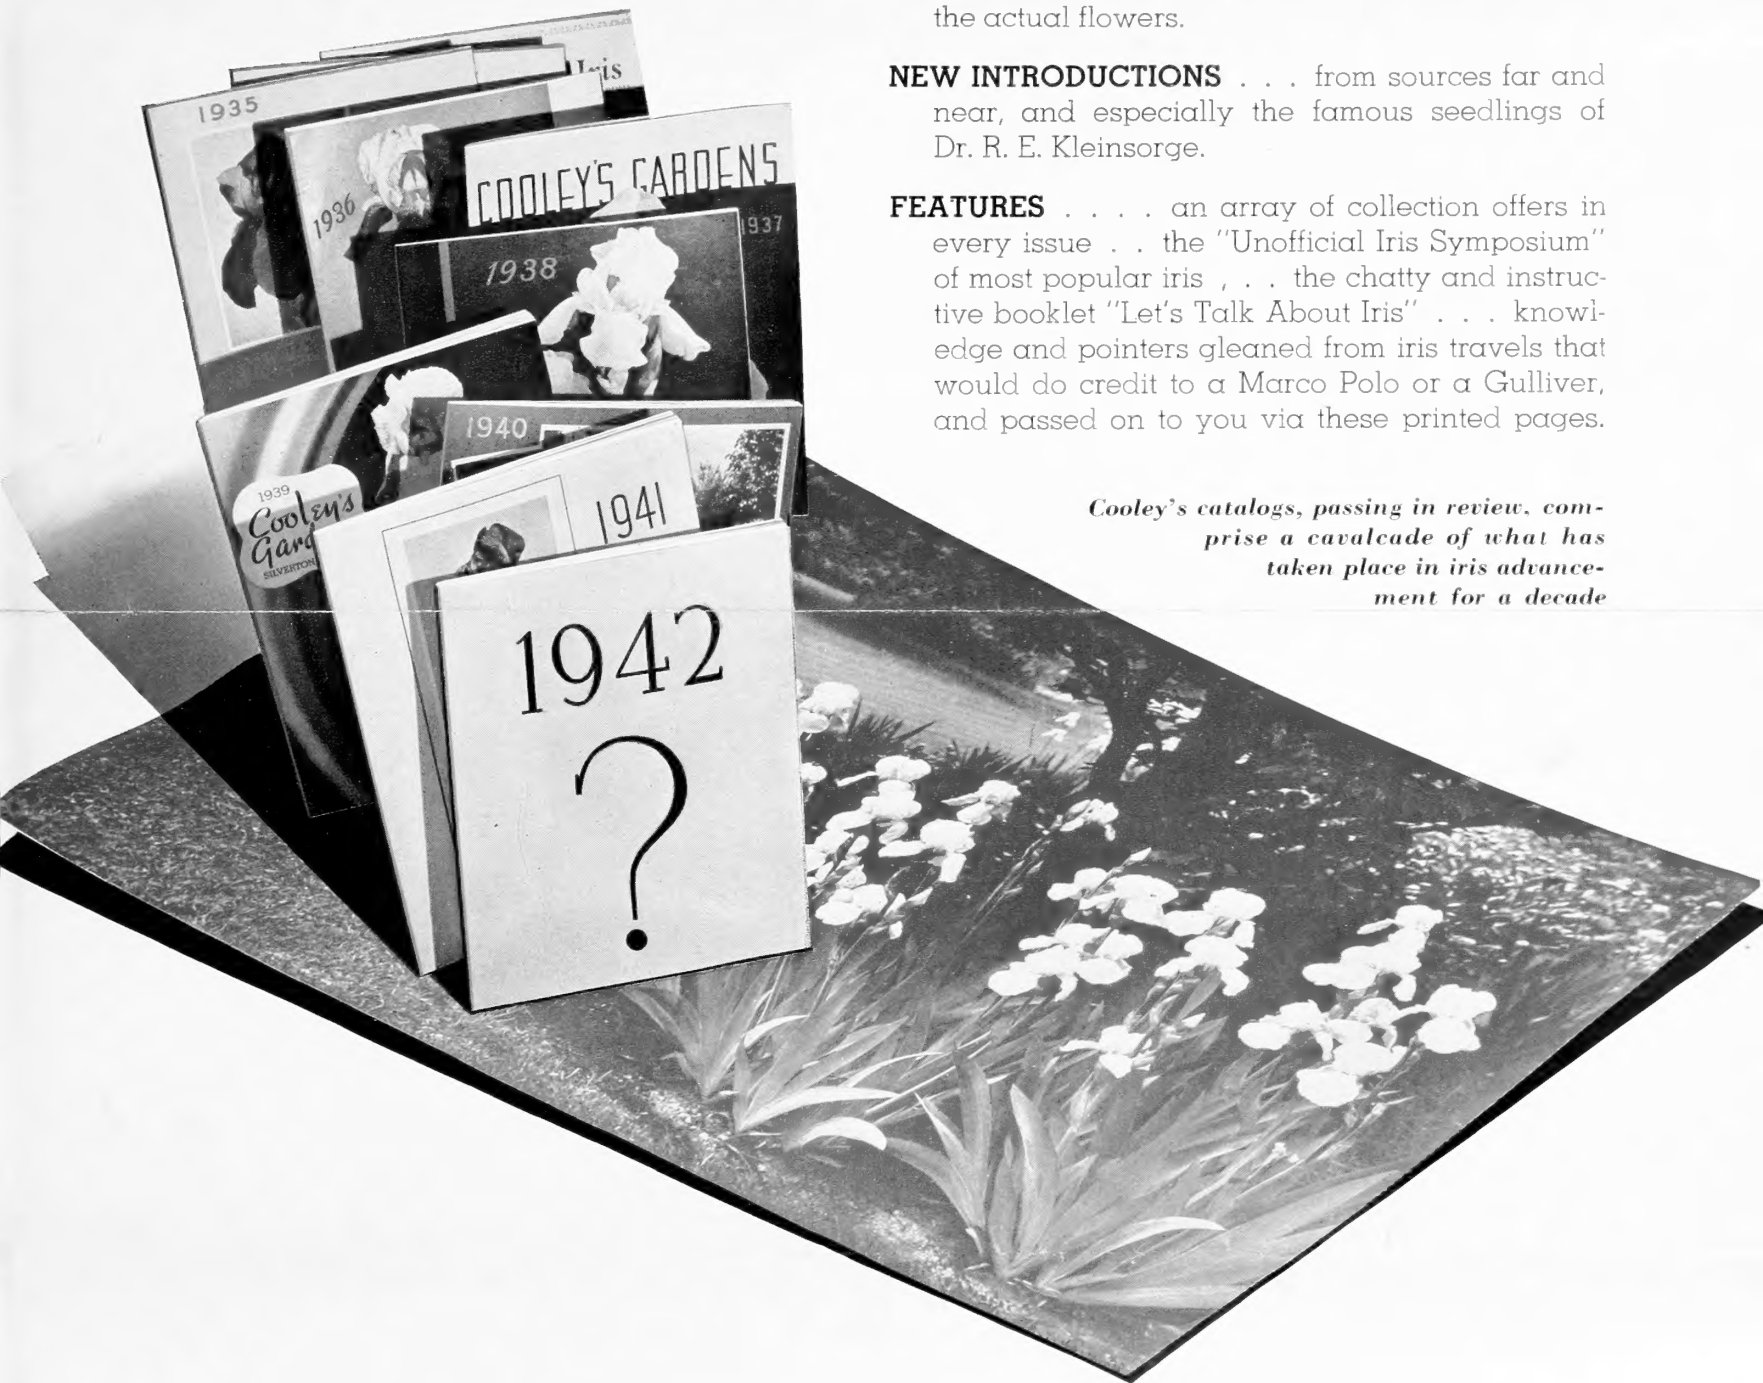 the actual flowers.
NEW INTRODUCTIONS . . . from sources far and
near, and especially the famous seedlings of
Dr. R. E. Kleinsorge.
FEATURES . . . . an array of collection offers in
every issue . . the "Unofficial Iris Symposium"
of most popular iris , . . the chatty and instruc-
tive booklet "Let's Talk About Iris" . . . knowl-
edge and pointers gleaned from iris travels that
would do credit to a Marco Polo or a Gulliver,
and passed on to you via these printed pages.
Cooley's catalogs, passing in review, com-
prise a cavalcade of what has
taken place in iris advance-
ment for a decade
Iris
1935
1936
COOLEY'S GARDENS
1937
1938
1939
Cooley's
Gard
SILVERTON,
1940
1941
1942
?